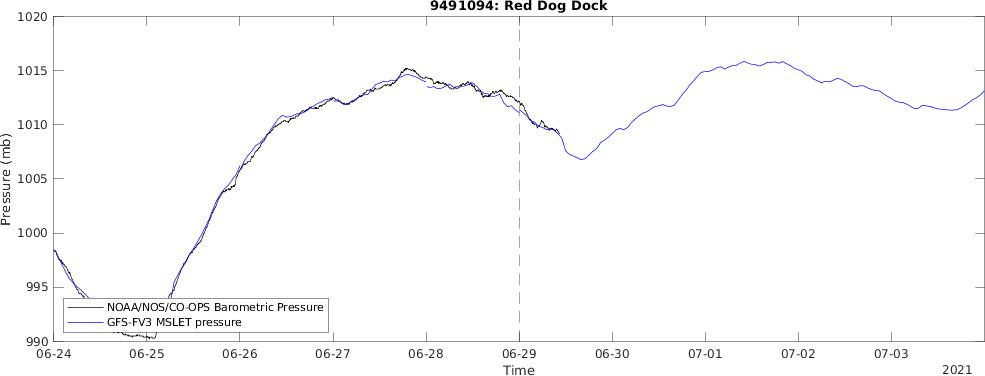 9491094: Red Dog Dock
1020
1015
1010
1005
1000
995
990
Pressure (mb)
NOAA/NOS/CO-OPS Barometric Pressure
GFS-FV3 MSLET pressure
06-24 06-25 06-26 06-27 06-28 06-29 06-30 07-01 07-02 07-03
Time
2021